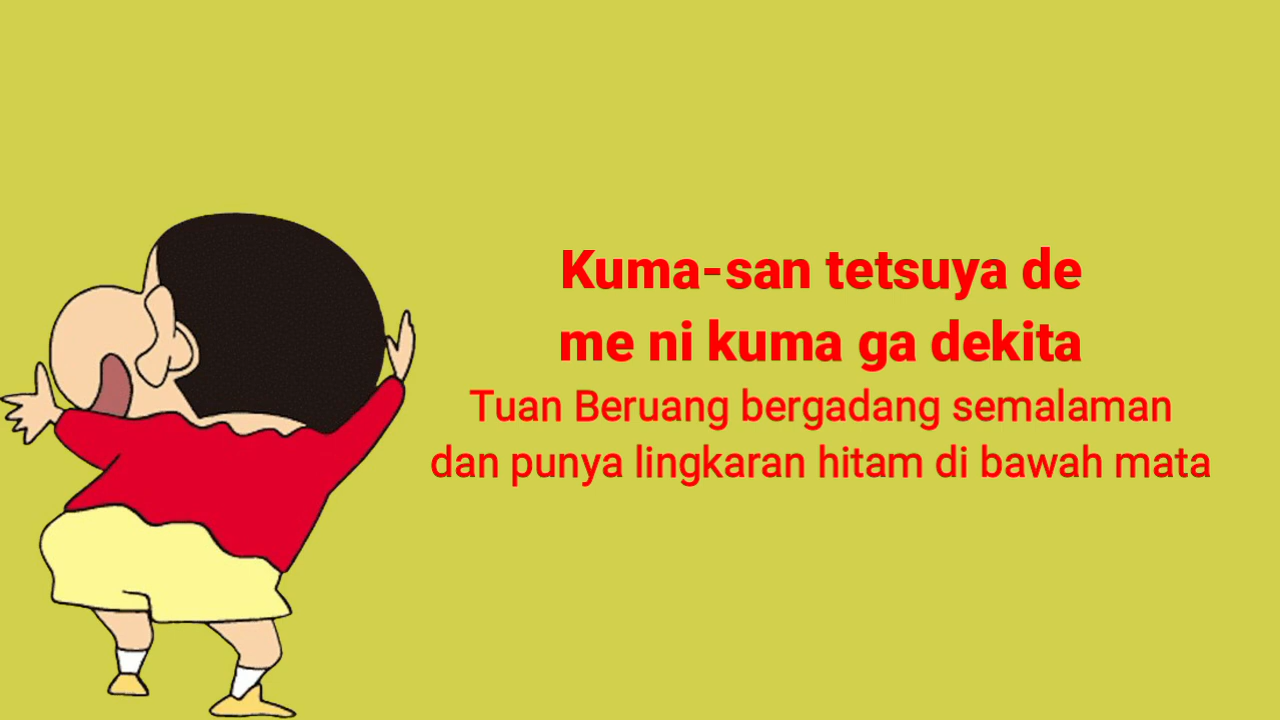 Kuma-san tetsuya de
me ni kuma ga dekita
Tuan Beruang bergadang semalaman
dan punya lingkaran hitam di bawah mata